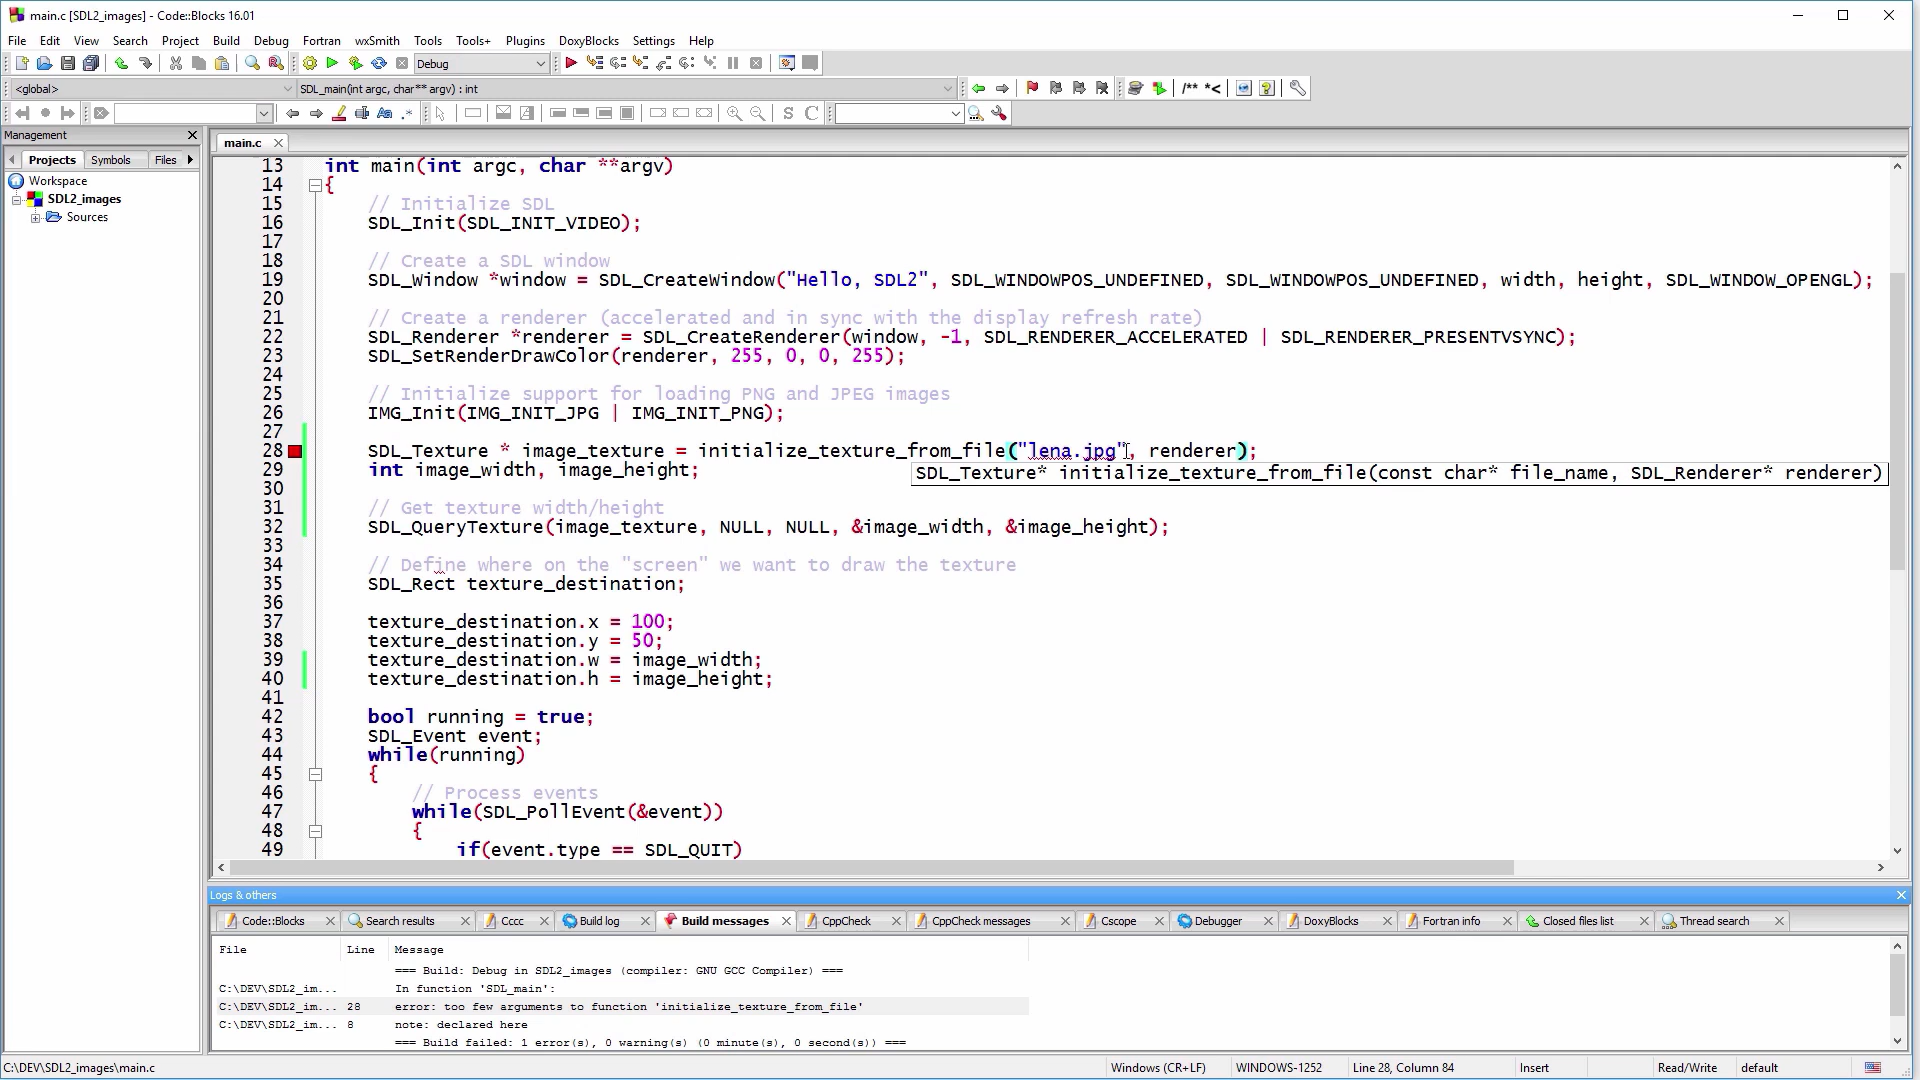 main.c [SDL2_images] - Code::Blocks 16.01
File Edit View Search Project Build Debug Fortran wxSmith Tools Tools+ Plugins DoxyBlocks Settings Help
Debug
<global> SDL_main(int argc, char** argv) : int /** *<
Aa .* S C
Management
main.c
Projects Symbols Files
Workspace
SDL2_images
Sources
13 int main(int argc, char **argv)
14 {
15 // Initialize SDL
16 SDL_Init(SDL_INIT_VIDEO);
17
18 // Create a SDL window
19 SDL_Window *window = SDL_CreateWindow("Hello, SDL2", SDL_WINDOWPOS_UNDEFINED, SDL_WINDOWPOS_UNDEFINED, width, height, SDL_WINDOW_OPENGL);
20
21 // Create a renderer (accelerated and in sync with the display refresh rate)
22 SDL_Renderer *renderer = SDL_CreateRenderer(window, -1, SDL_RENDERER_ACCELERATED | SDL_RENDERER_PRESENTVSYNC);
23 SDL_SetRenderDrawColor(renderer, 255, 0, 0, 255);
24
25 // Initialize support for loading PNG and JPEG images
26 IMG_Init(IMG_INIT_JPG | IMG_INIT_PNG);
27
28 SDL_Texture * image_texture = initialize_texture_from_file("lena.jpg", renderer);
29 int image_width, image_height;
SDL_Texture* initialize_texture_from_file(const char* file_name, SDL_Renderer* renderer)
30
31 // Get texture width/height
32 SDL_QueryTexture(image_texture, NULL, NULL, &image_width, &image_height);
33
34 // Define where on the "screen" we want to draw the texture
35 SDL_Rect texture_destination;
36
37 texture_destination.x = 100;
38 texture_destination.y = 50;
39 texture_destination.w = image_width;
40 texture_destination.h = image_height;
41
42 bool running = true;
43 SDL_Event event;
44 while(running)
45 {
46 // Process events
47 while(SDL_PollEvent(&event))
48 {
49 if(event.type == SDL_QUIT)
Logs & others
Code::Blocks Search results Cccc Build log Build messages CppCheck CppCheck messages Cscope Debugger DoxyBlocks Fortran info Closed files list Thread search
File Line Message
=== Build: Debug in SDL2_images (compiler: GNU GCC Compiler) ===
C:\DEV\SDL2_im... In function 'SDL_main':
C:\DEV\SDL2_im... 28 error: too few arguments to function 'initialize_texture_from_file'
C:\DEV\SDL2_im... 8 note: declared here
=== Build failed: 1 error(s), 0 warning(s) (0 minute(s), 0 second(s)) ===
C:\DEV\SDL2_images\main.c Windows (CR+LF) WINDOWS-1252 Line 28, Column 84 Insert Read/Write default